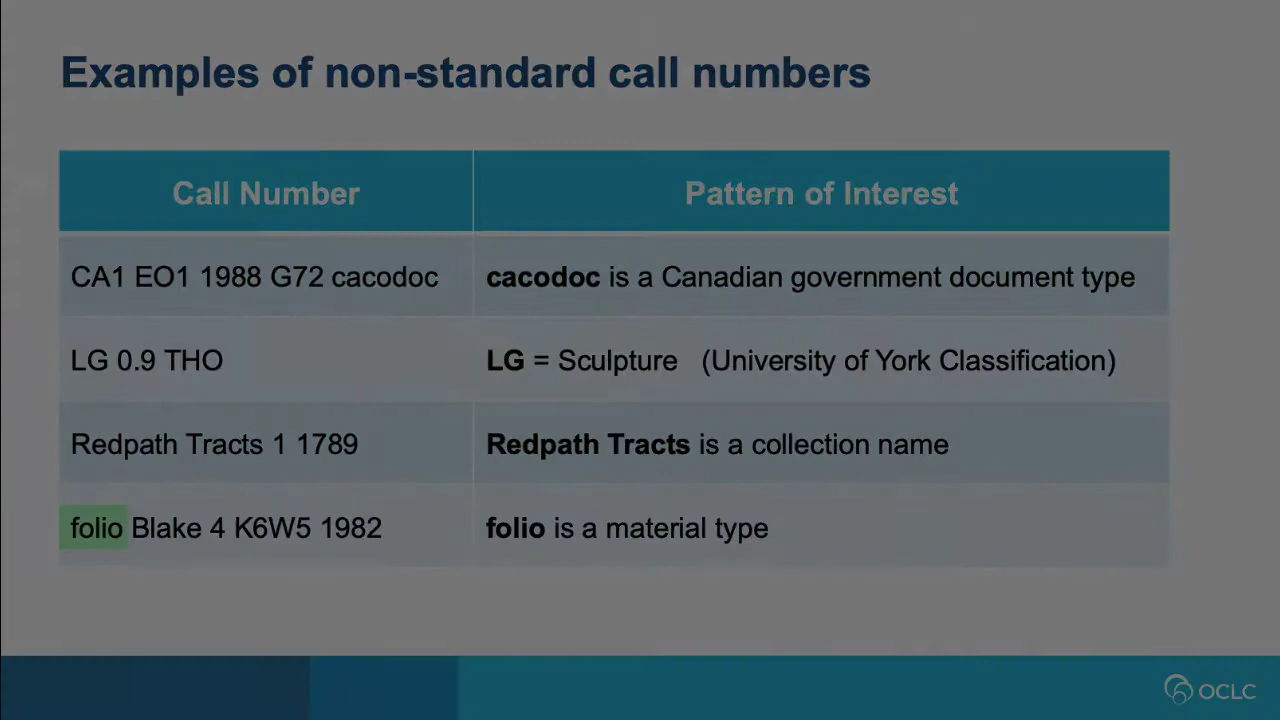 Examples of non-standard call numbers
Call Number Pattern of Interest
CA1 EO1 1988 G72 cacodoc cacodoc is a Canadian government document type
LG 0.9 THO LG = Sculpture (University of York Classification)
Redpath Tracts 1 1789 Redpath Tracts is a collection name
folio Blake 4 K6W5 1982 folio is a material type
OCLC